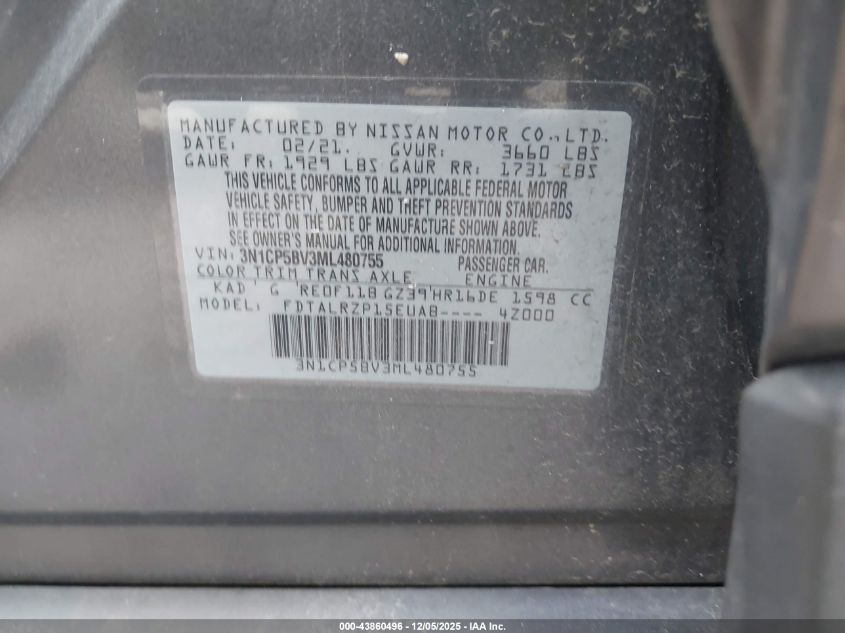 MANUFACTURED BY NISSAN MOTOR CO., LTD.
DATE: 02/21. GVWR: 3660 LBS
GAWR FR: 1929 LBS GAWR RR: 1731 LBS
THIS VEHICLE CONFORMS TO ALL APPLICABLE FEDERAL MOTOR
VEHICLE SAFETY, BUMPER AND THEFT PREVENTION STANDARDS
IN EFFECT ON THE DATE OF MANUFACTURE SHOWN ABOVE.
SEE OWNER'S MANUAL FOR ADDITIONAL INFORMATION.
VIN: 3N1CP5BV3ML480755 PASSENGER CAR.
COLOR TRIM TRANS AXLE ENGINE
KAD G RE0F11B GZ39 HR16DE 1598 CC
MODEL: FDTALRZP15EUAB---- 4Z000
3N1CP5BV3ML480755
000-43860496 - 12/05/2025 - IAA Inc.